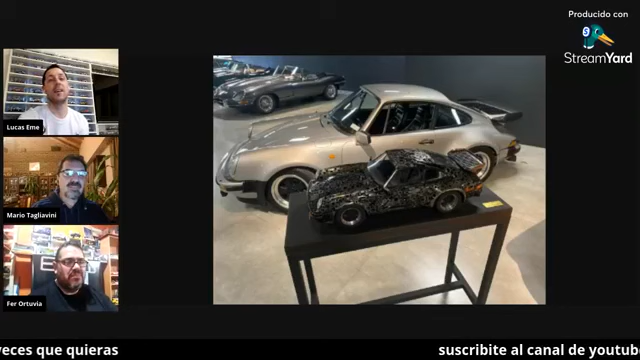 Producido con
StreamYard
Lucas Eme
Mario Tagliavini
Fer Ortuvia
veces que quieras
suscribite al canal de youtub